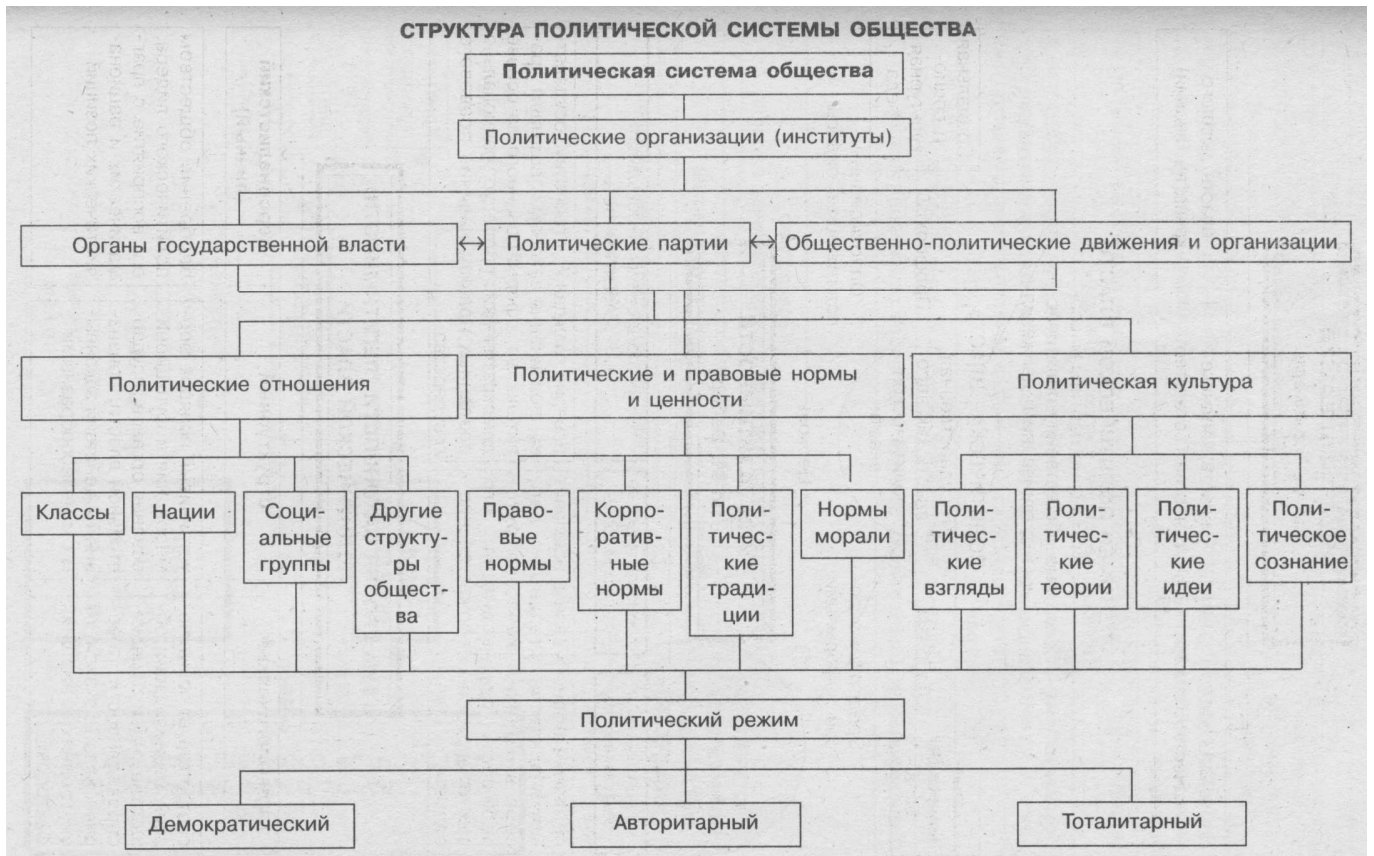 СТРУКТУРА ПОЛИТИЧЕСКОЙ СИСТЕМЫ ОБЩЕСТВА
Политическая система общества
Политические организации (институты)
Органы государственной власти
Политические партии
Общественно-политические движения и организации
Политические отношения
Политические и правовые нормы
и ценности
Политическая культура
Классы
Нации
Соци-
альные
группы
Другие
структу-
ры
общест-
ва
Право-
вые
нормы
Корпо-
ратив-
ные
нормы
Поли-
тичес-
кие
тради-
ции
Нормы
морали
Поли-
тичес-
кие
взгляды
Поли-
тичес-
кие
теории
Поли-
тичес-
кие
идеи
По-
литическое
сознание
Политический режим
Демократический
Авторитарный
Тоталитарный